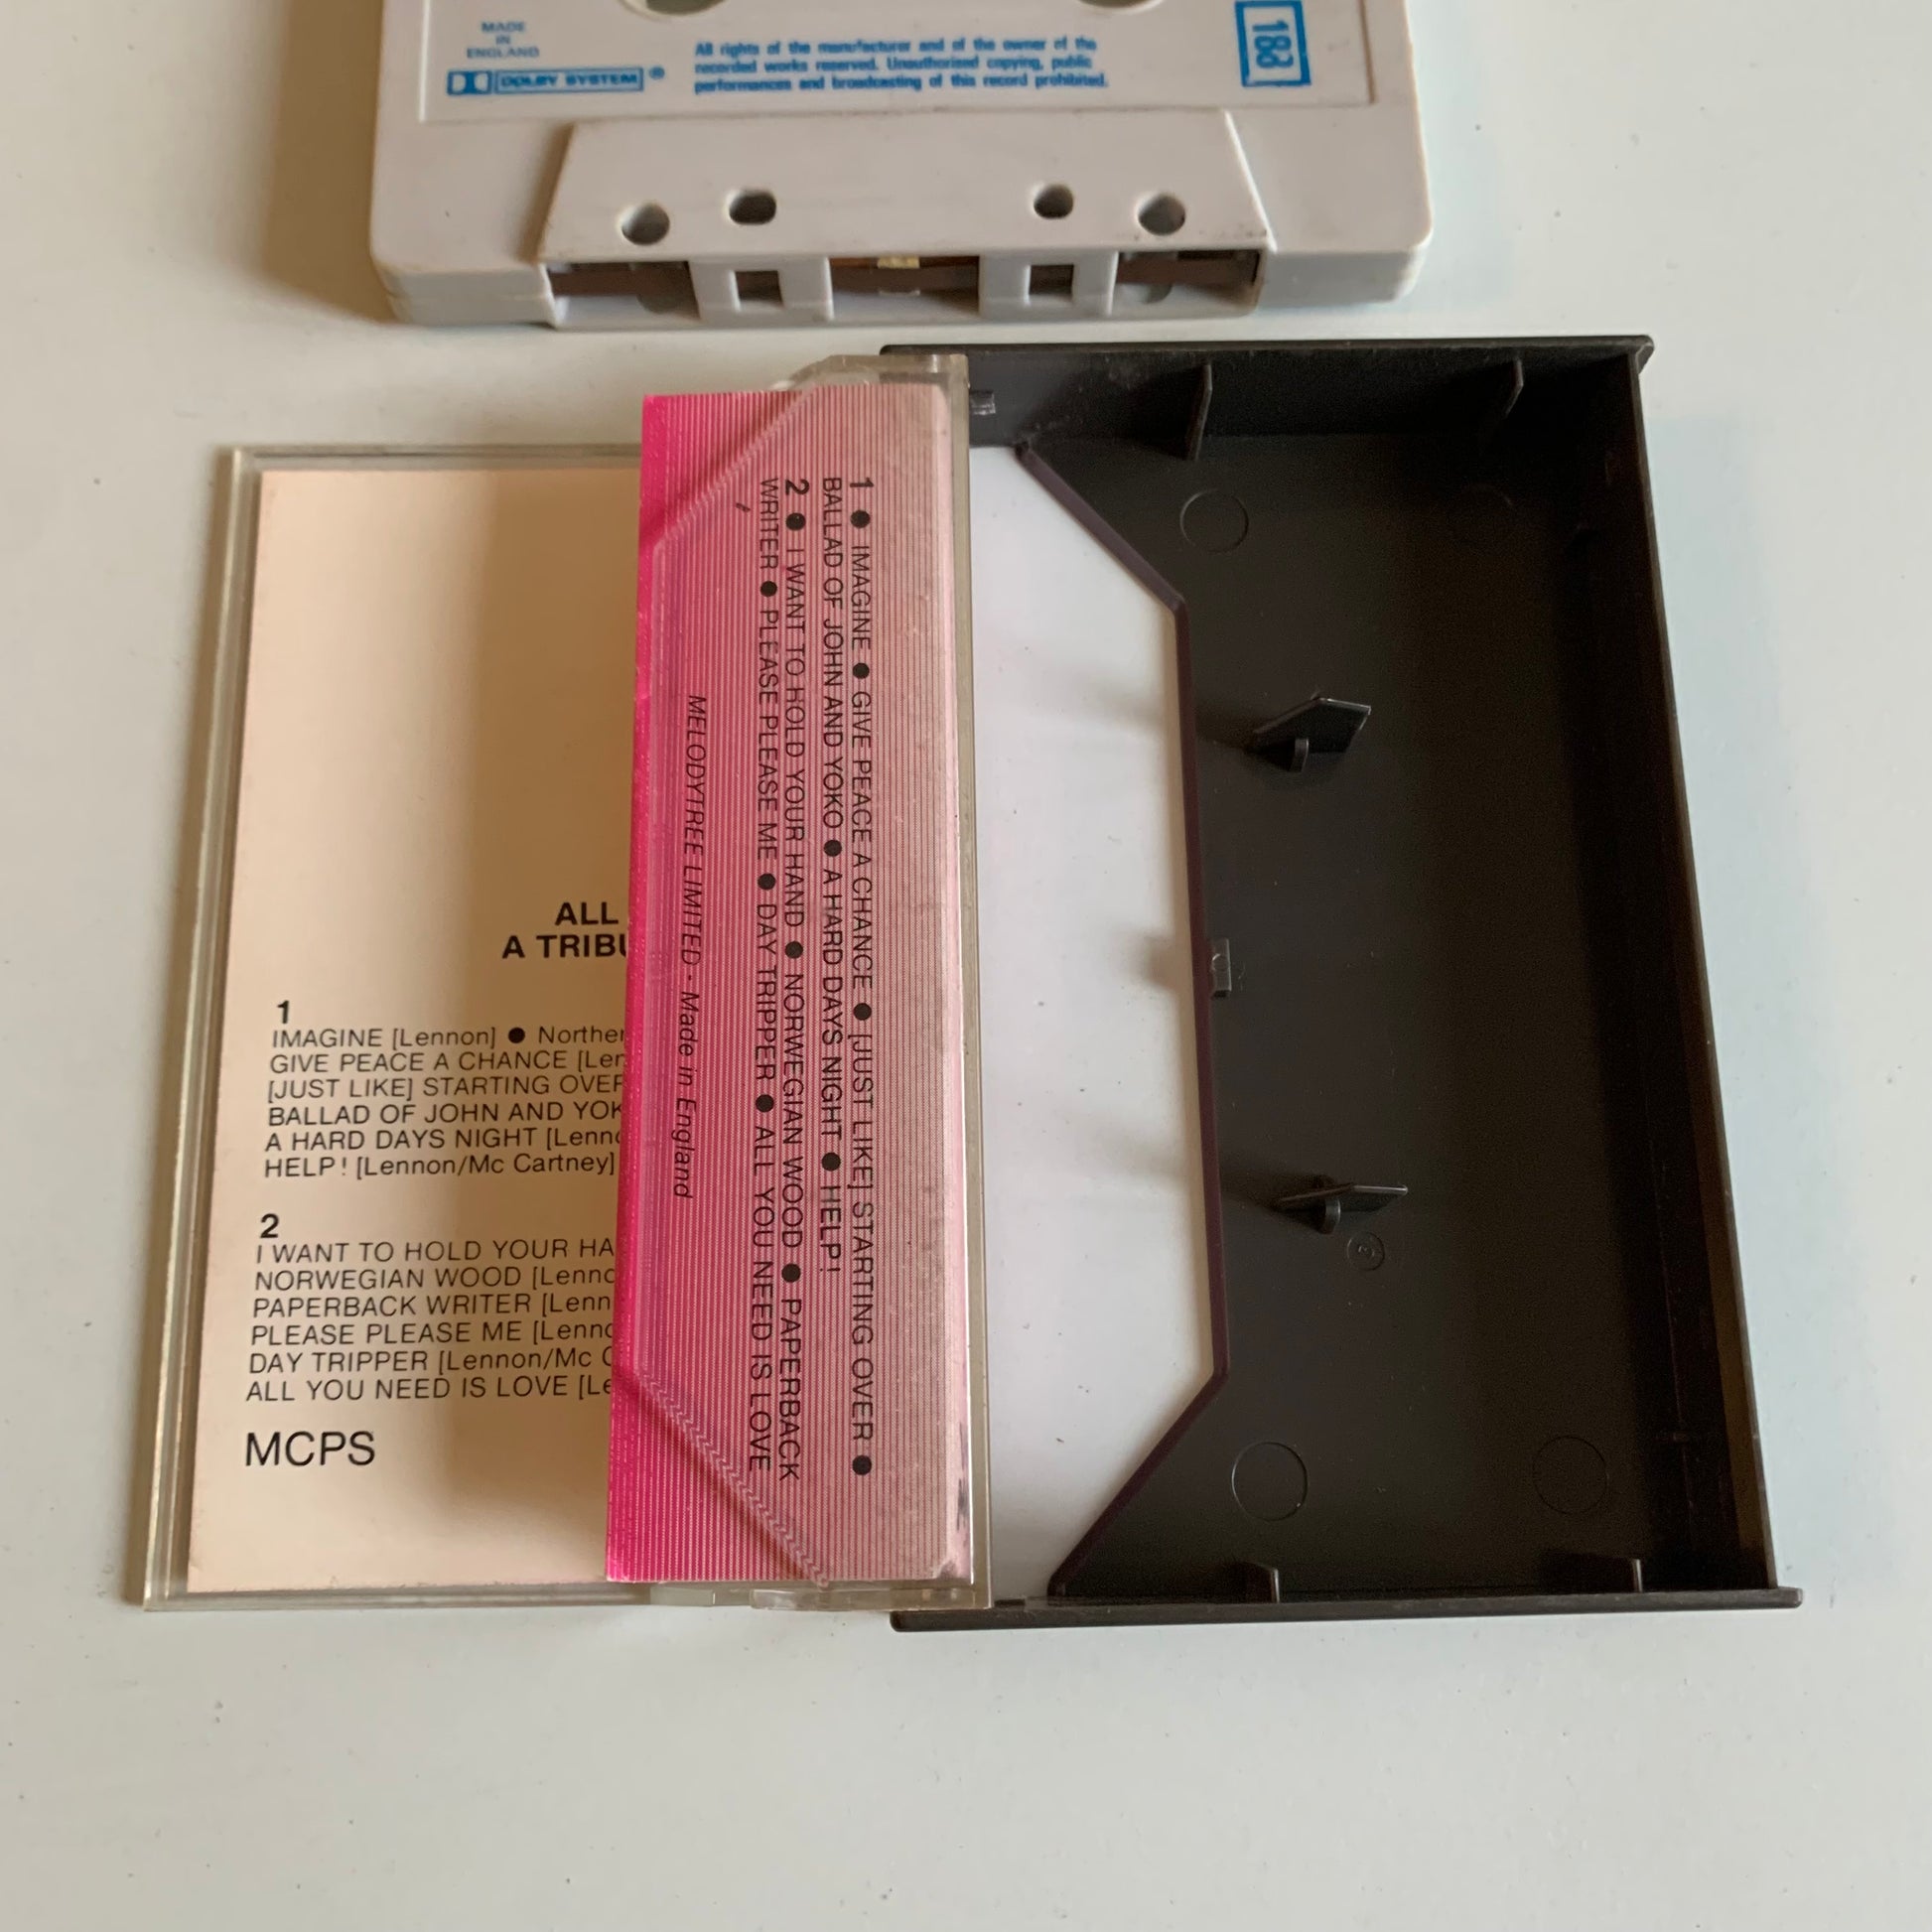 MADE
IN
ENGLAND
DOLBY SYSTEM ®
All rights of the manufacturer and of the owner of the
recorded works reserved. Unauthorised copying, public
performances and broadcasting of this record prohibited.
188
1 ● IMAGINE ● GIVE PEACE A CHANCE ● [JUST LIKE] STARTING OVER ●
BALLAD OF JOHN AND YOKO ● A HARD DAYS NIGHT ● HELP!
2 ● I WANT TO HOLD YOUR HAND ● NORWEGIAN WOOD ● PAPERBACK
WRITER ● PLEASE PLEASE ME ● DAY TRIPPER ● ALL YOU NEED IS LOVE
MELODYTREE LIMITED - Made in England
ALL
A TRIBU
1
IMAGINE [Lennon] ● Norther
GIVE PEACE A CHANCE [Len
[JUST LIKE] STARTING OVER
BALLAD OF JOHN AND YOK
A HARD DAYS NIGHT [Lenno
HELP! [Lennon/Mc Cartney]
2
I WANT TO HOLD YOUR HA
NORWEGIAN WOOD [Lenno
PAPERBACK WRITER [Lenn
PLEASE PLEASE ME [Lenno
DAY TRIPPER [Lennon/Mc C
ALL YOU NEED IS LOVE [Le
MCPS